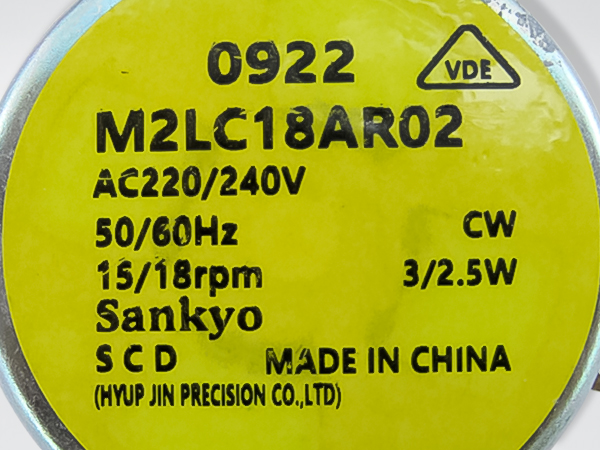 0922 VDE
M2LC18AR02
AC220/240V
50/60Hz CW
15/18rpm 3/2.5W
Sankyo
S C D MADE IN CHINA
(HYUP JIN PRECISION CO.,LTD)